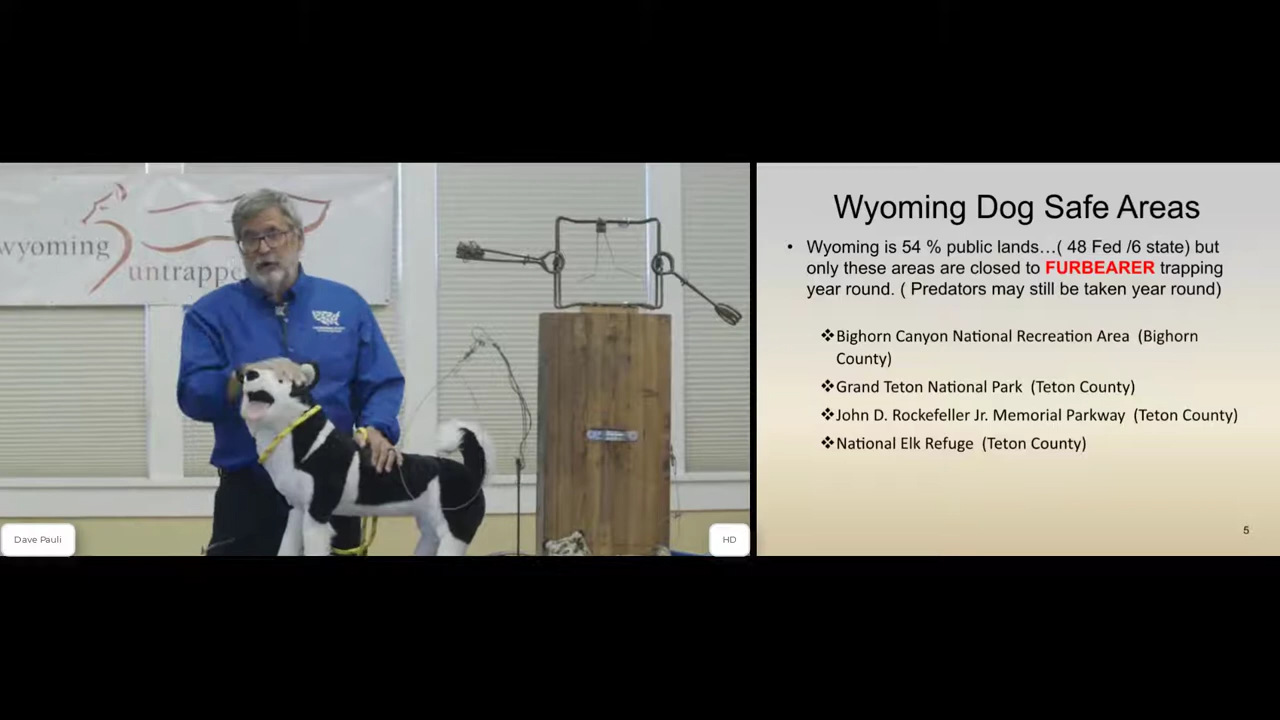 wyoming
untrappe
Dave Pauli
HD
Wyoming Dog Safe Areas
• Wyoming is 54 % public lands…( 48 Fed /6 state) but
only these areas are closed to FURBEARER trapping
year round. ( Predators may still be taken year round)
❖Bighorn Canyon National Recreation Area (Bighorn
County)
❖Grand Teton National Park (Teton County)
❖John D. Rockefeller Jr. Memorial Parkway (Teton County)
❖National Elk Refuge (Teton County)
5